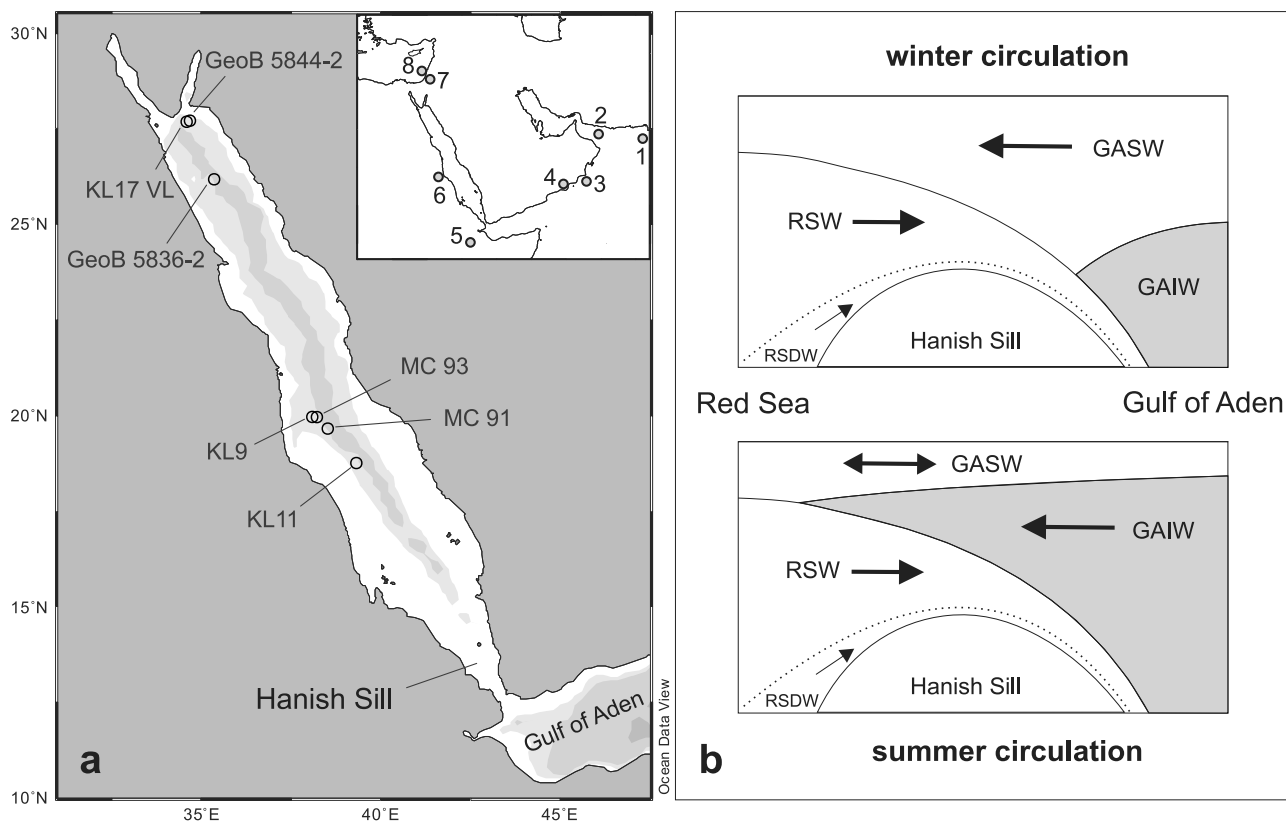 30˚N
25˚N
20˚N
15˚N
10˚N
35˚E
40˚E
45˚E
GeoB 5844-2
KL17 VL
GeoB 5836-2
MC 93
MC 91
KL9
KL11
Hanish Sill
Gulf of Aden
a
Ocean Data View
8
7
2
1
4
3
6
5
winter circulation
GASW
RSW
GAIW
RSDW
Hanish Sill
Red Sea
Gulf of Aden
GASW
GAIW
RSW
RSDW
Hanish Sill
b
summer circulation